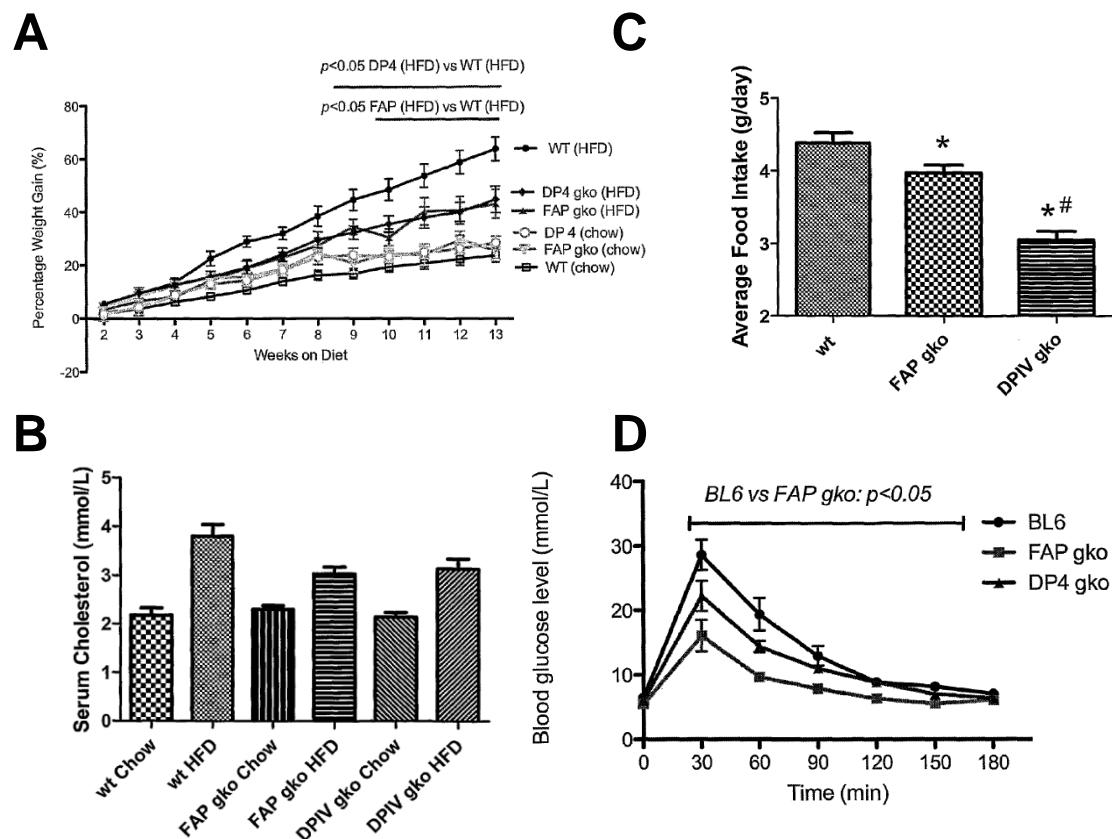 A
p<0.05 DP4 (HFD) vs WT (HFD)
p<0.05 FAP (HFD) vs WT (HFD)
Percentage Weight Gain (%)
80
60
40
20
0
-20
2 3 4 5 6 7 8 9 10 11 12 13
Weeks on Diet
WT (HFD)
DP4 gko (HFD)
FAP gko (HFD)
DP 4 (chow)
FAP gko (chow)
WT (chow)
C
Average Food Intake (g/day)
5
4
3
2
*
* #
wt
FAP gko
DPIV gko
B
Serum Cholesterol (mmol/L)
5
4
3
2
1
0
wt Chow
wt HFD
FAP gko Chow
FAP gko HFD
DPIV gko Chow
DPIV gko HFD
D
Blood glucose level (mmol/L)
40
30
20
10
0
BL6 vs FAP gko: p<0.05
BL6
FAP gko
DP4 gko
0 30 60 90 120 150 180
Time (min)